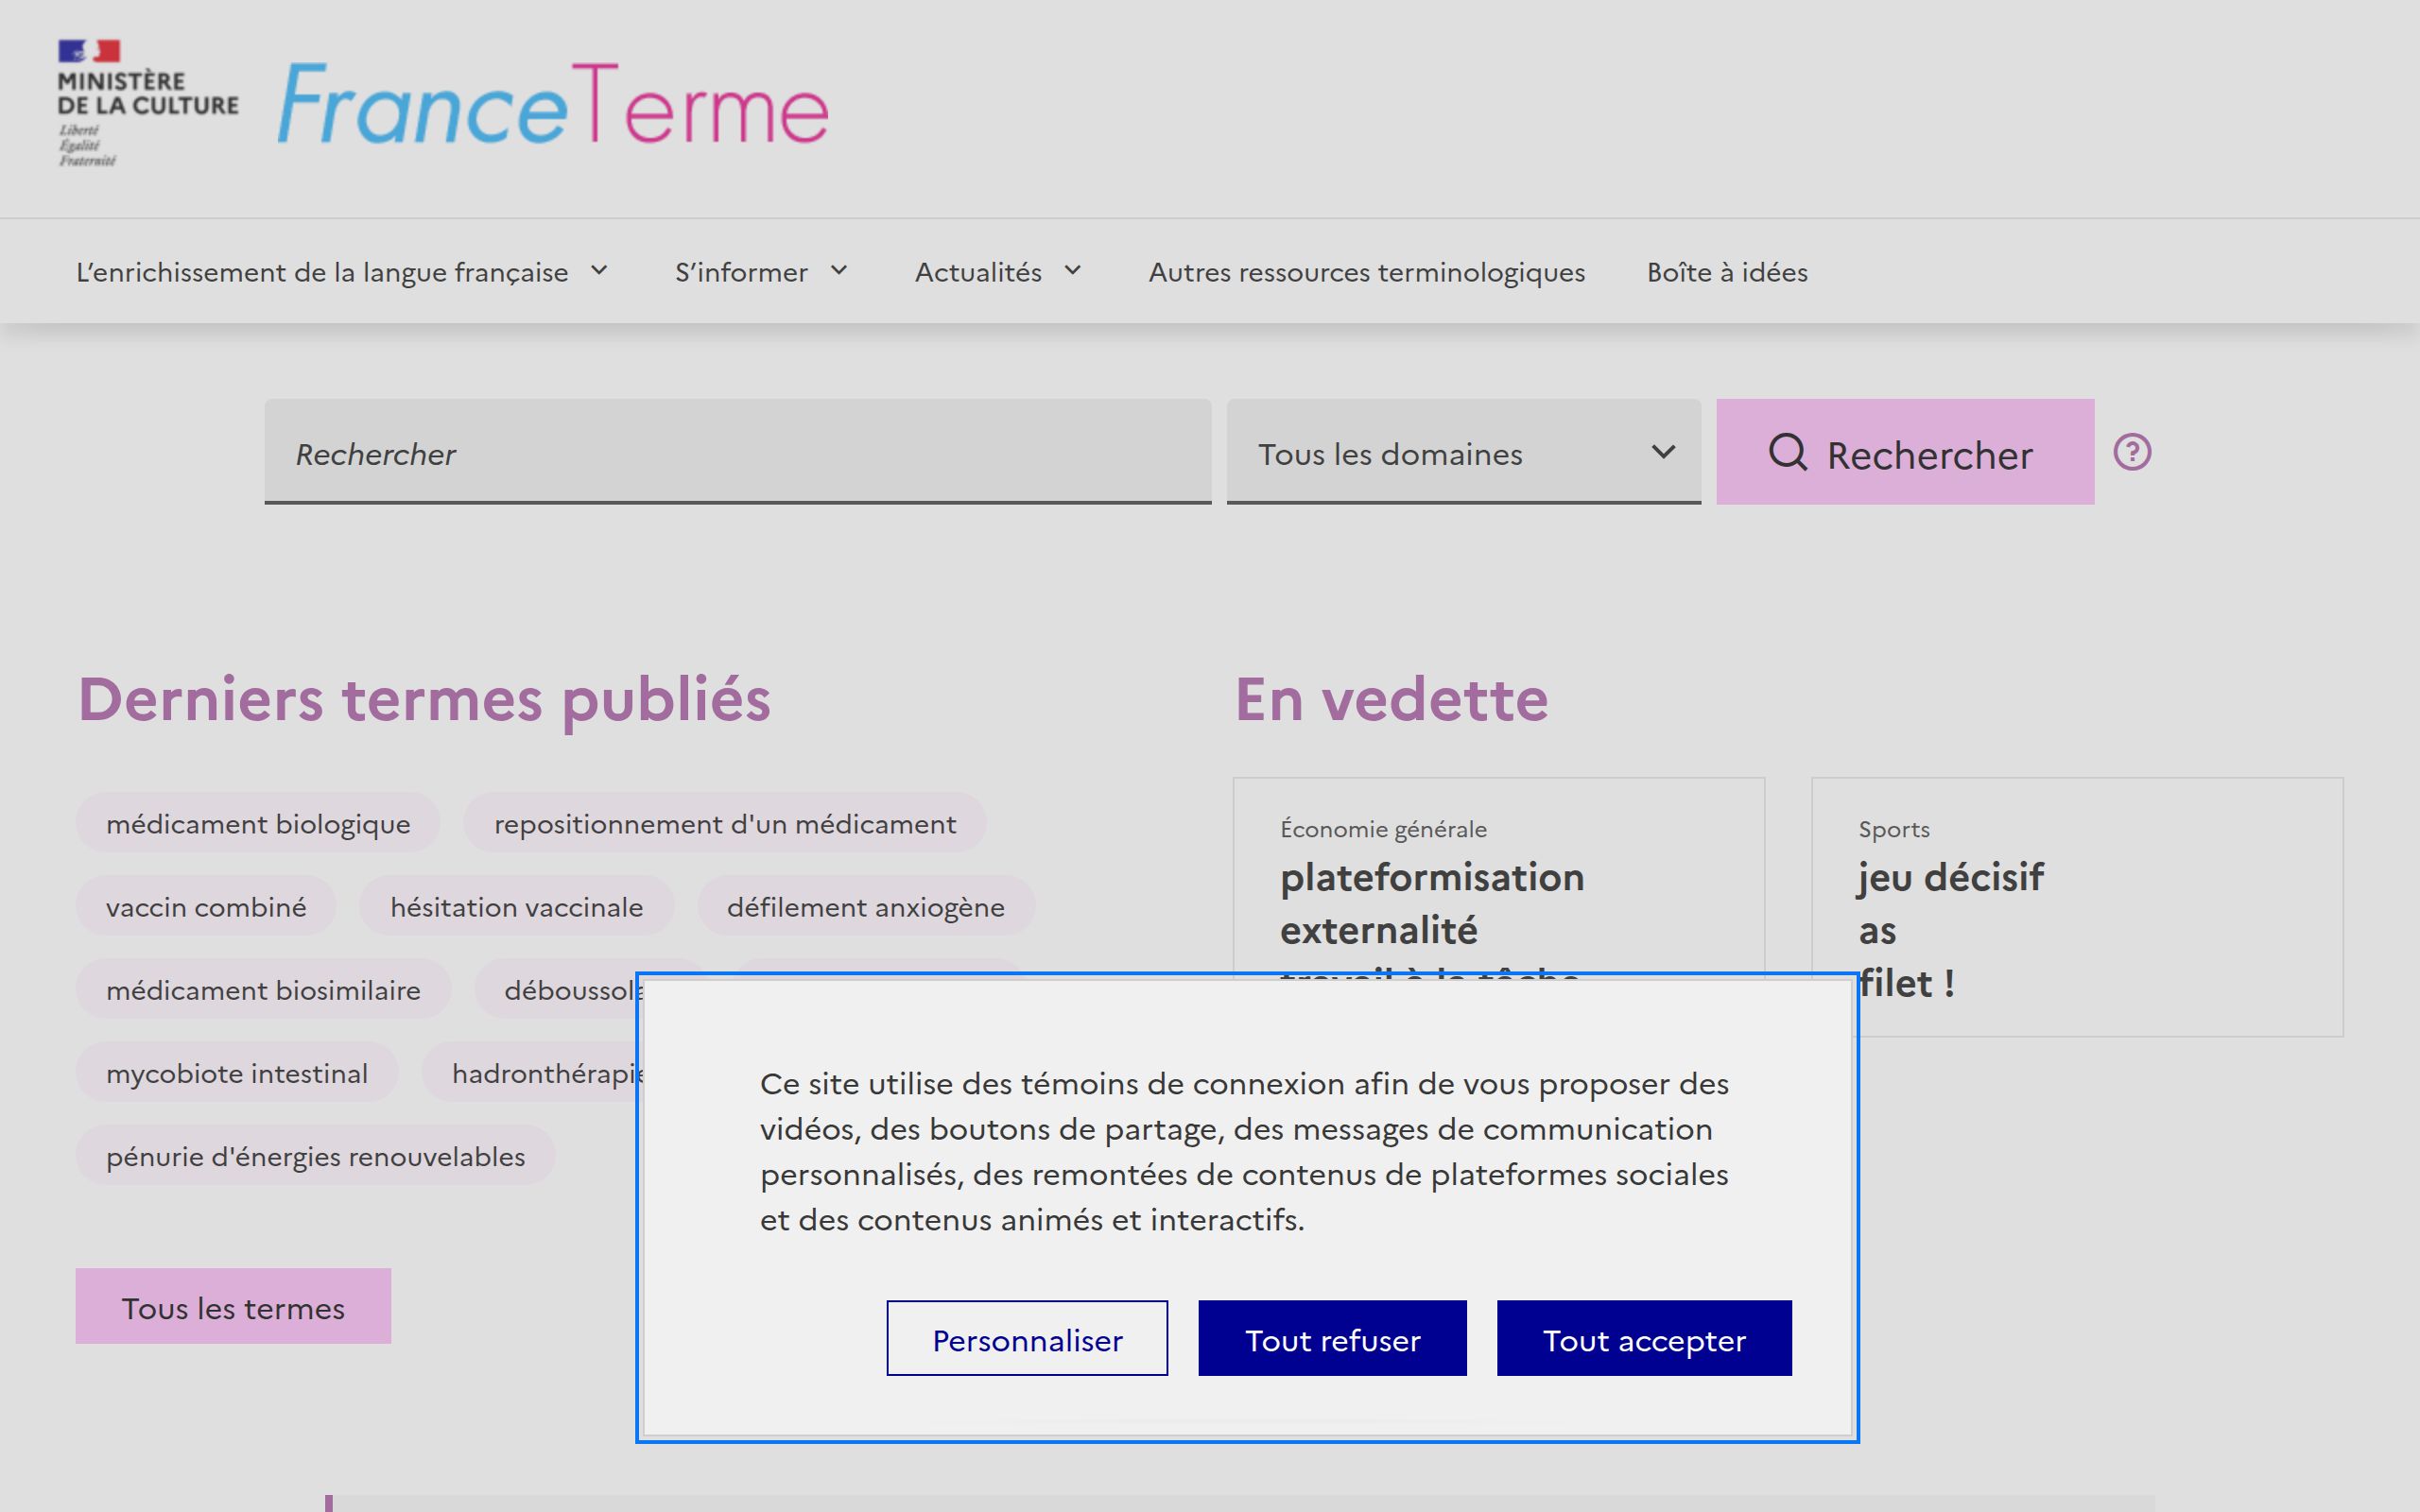 MINISTÈRE
DE LA CULTURE
Liberté
Égalité
Fraternité
FranceTerme
L’enrichissement de la langue française
S’informer
Actualités
Autres ressources terminologiques
Boîte à idées
Rechercher
Tous les domaines
Rechercher
?
Derniers termes publiés
médicament biologique
repositionnement d'un médicament
vaccin combiné
hésitation vaccinale
défilement anxiogène
médicament biosimilaire
mycobiote intestinal
pénurie d'énergies renouvelables
Tous les termes
En vedette
Économie générale
plateformisation
externalité
travail à la tâche
Sports
jeu décisif
as
filet !
Ce site utilise des témoins de connexion afin de vous proposer des
vidéos, des boutons de partage, des messages de communication
personnalisés, des remontées de contenus de plateformes sociales
et des contenus animés et interactifs.
Personnaliser
Tout refuser
Tout accepter